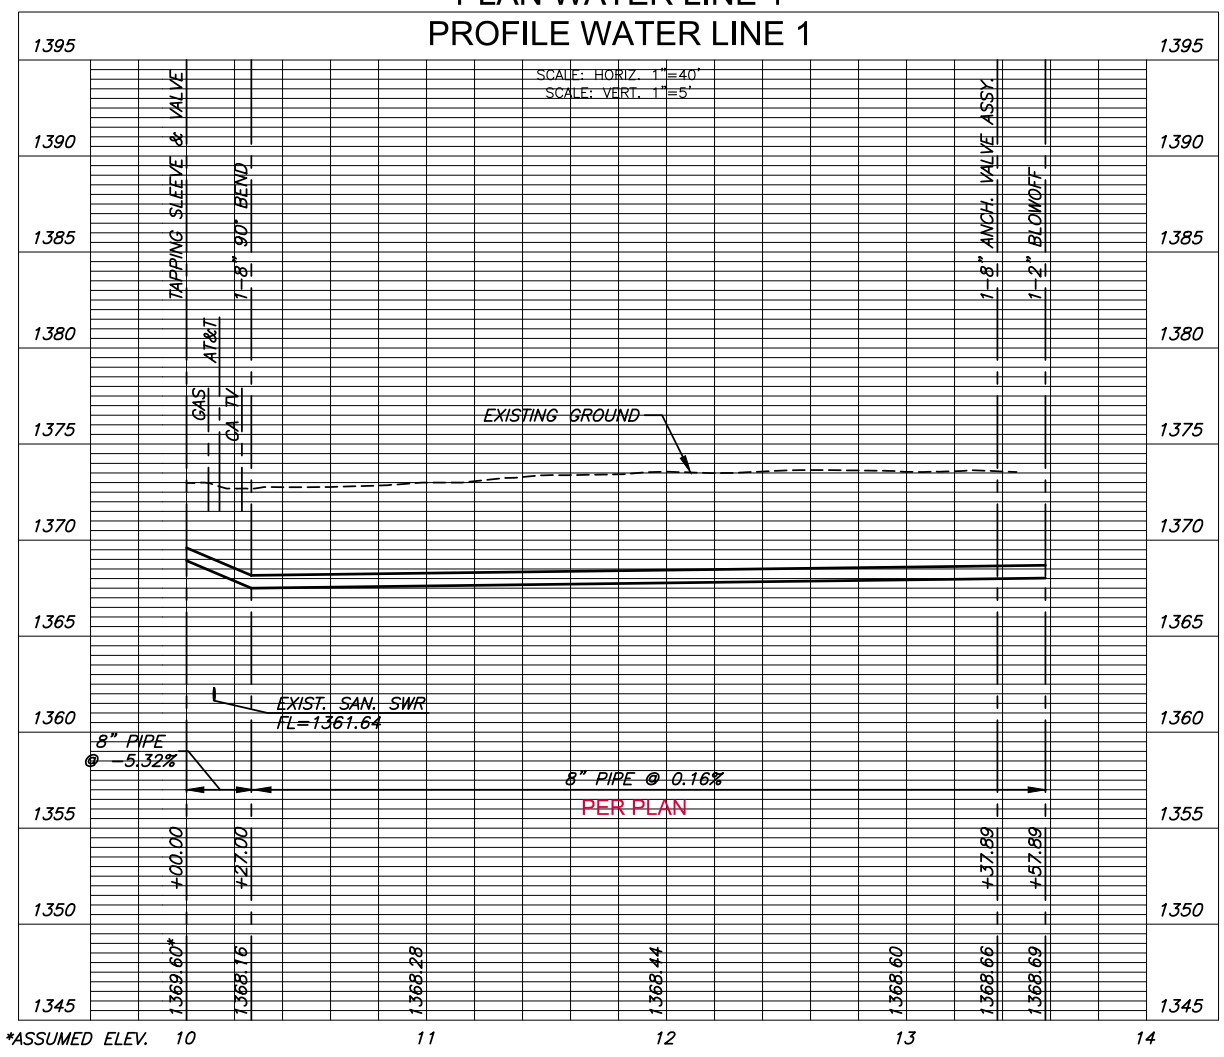 PLAN WATER LINE 1
PROFILE WATER LINE 1
SCALE: HORIZ. 1"=40'
SCALE: VERT. 1"=5'
1395
1395
1390
1390
1385
1385
1380
1380
1375
1375
1370
1370
1365
1365
1360
1360
1355
1355
1350
1350
1345
1345
TAPPING SLEEVE & VALVE
1-8" 90° BEND
1-8" ANCH. VALVE ASSY.
1-2" BLOWOFF
GAS
AT&T
CA TV
EXISTING GROUND
EXIST. SAN. SWR
FL=1361.64
8" PIPE
@ -5.32%
8" PIPE @ 0.16%
PER PLAN
+00.00
+27.00
+37.89
+57.89
1369.60*
1368.16
1368.28
1368.44
1368.60
1368.66
1368.69
*ASSUMED ELEV.
10
11
12
13
14